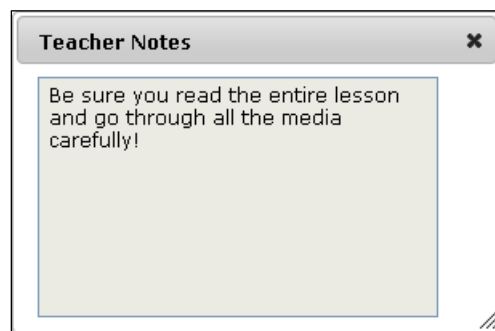 Teacher Notes
Be sure you read the entire lesson
and go through all the media
carefully!